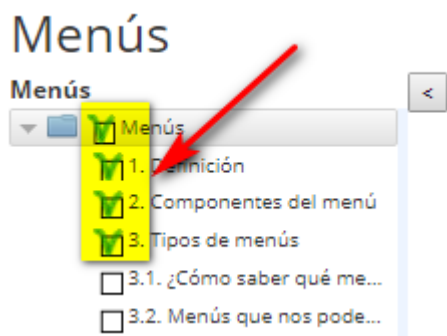 Menús
Menús
<
Menús
1. Definición
2. Componentes del menú
3. Tipos de menús
3.1. ¿Cómo saber qué me...
3.2. Menús que nos pode...